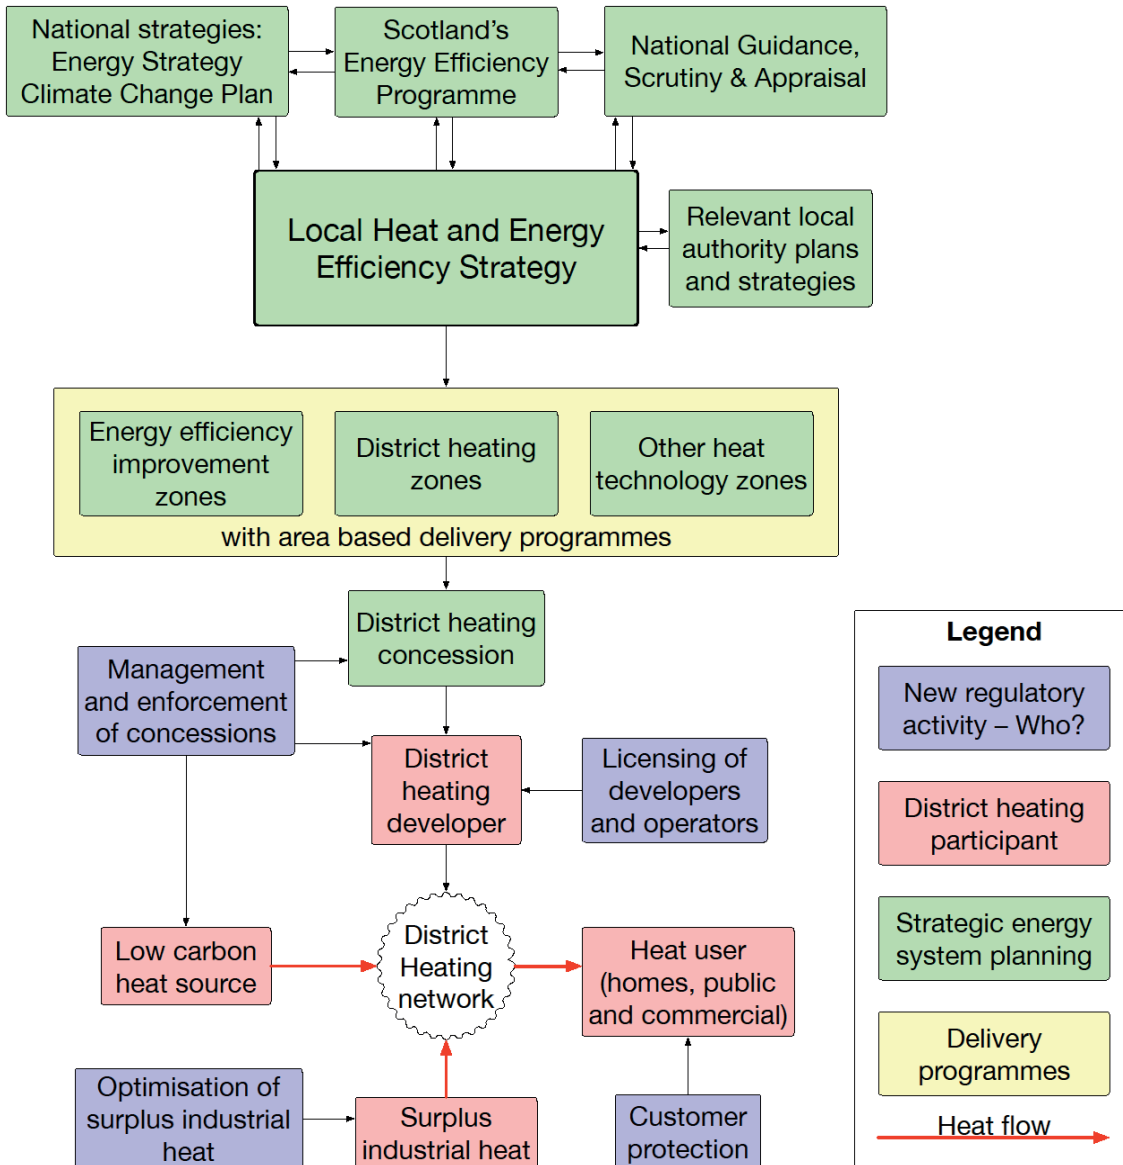 National strategies:
Energy Strategy
Climate Change Plan
Scotland’s
Energy Efficiency
Programme
National Guidance,
Scrutiny & Appraisal
Local Heat and Energy
Efficiency Strategy
Relevant local
authority plans
and strategies
Energy efficiency
improvement
zones
District heating
zones
Other heat
technology zones
with area based delivery programmes
District heating
concession
Management
and enforcement
of concessions
District
heating
developer
Licensing of
developers
and operators
Low carbon
heat source
District
Heating
network
Heat user
(homes, public
and commercial)
Optimisation of
surplus industrial
heat
Surplus
industrial heat
Customer
protection
Legend
New regulatory
activity – Who?
District heating
participant
Strategic energy
system planning
Delivery
programmes
Heat flow